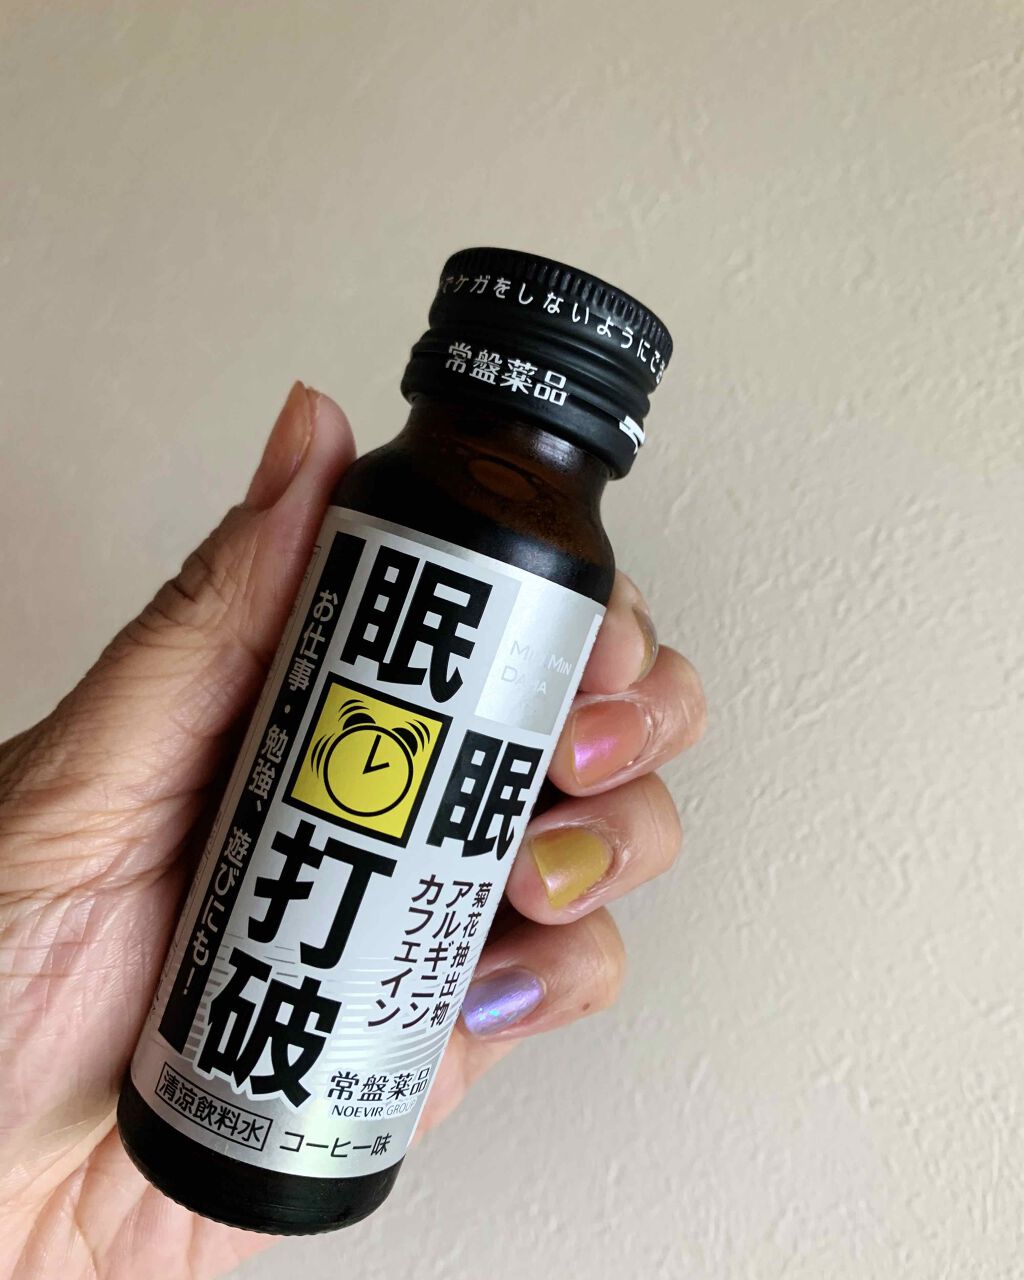 でケガをしないようにご
常盤薬品
眠眠打破
MIN MIN
DAHA
お仕事・勉強、遊びにも！
菊花抽出物
アルギニン
カフェイン
常盤薬品
NOEVIR GROUP
清涼飲料水
コーヒー味